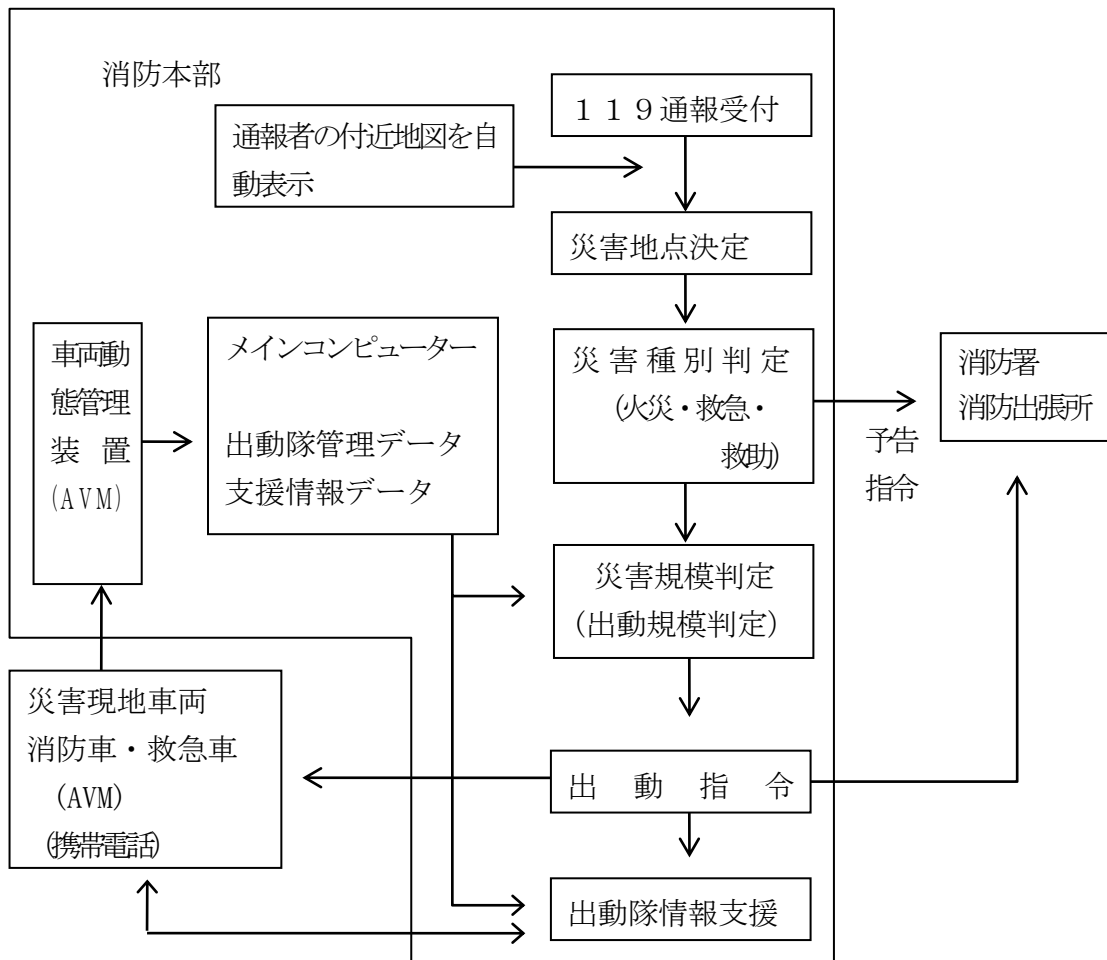 消防本部
１１９通報受付
通報者の付近地図を自
動表示
災害地点決定
車両動
態管理
装置
(AVM)
メインコンピューター
出動隊管理データ
支援情報データ
災害種別判定
(火災・救急・
救助)
予告
指令
消防署
消防出張所
災害規模判定
(出動規模判定)
災害現地車両
消防車・救急車
(AVM)
(携帯電話)
出動指令
出動隊情報支援